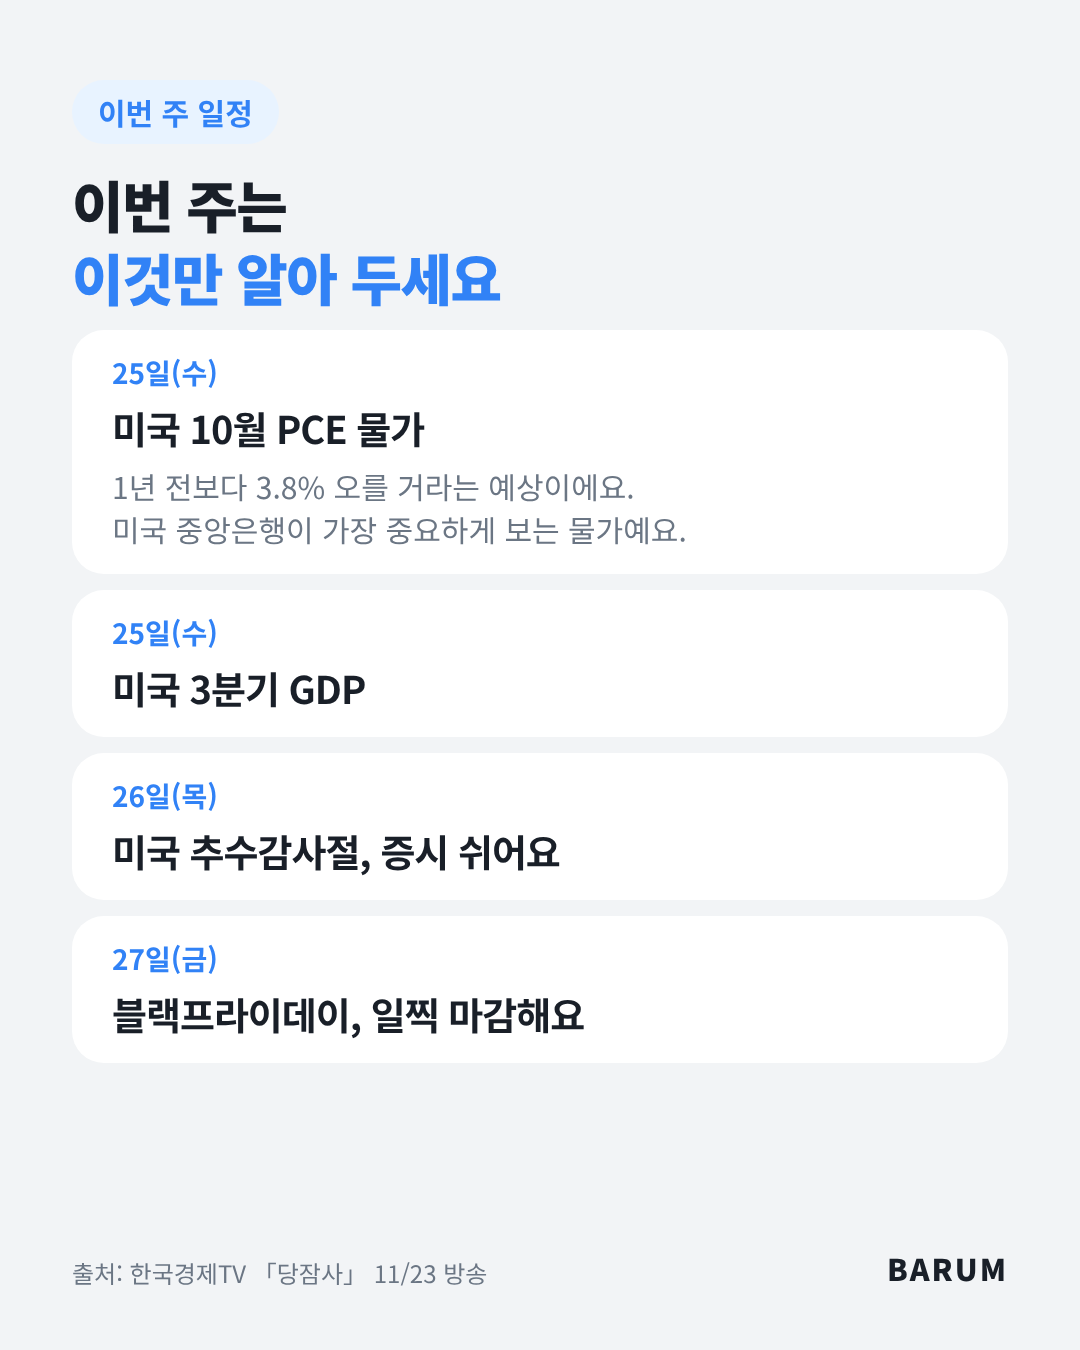 이번 주 일정
이번 주는
이것만 알아 두세요
25일(수)
미국 10월 PCE 물가
1년 전보다 3.8% 오를 거라는 예상이에요.
미국 중앙은행이 가장 중요하게 보는 물가예요.
25일(수)
미국 3분기 GDP
26일(목)
미국 추수감사절, 증시 쉬어요
27일(금)
블랙프라이데이, 일찍 마감해요
출처: 한국경제TV 「당잠사」 11/23 방송
BARUM